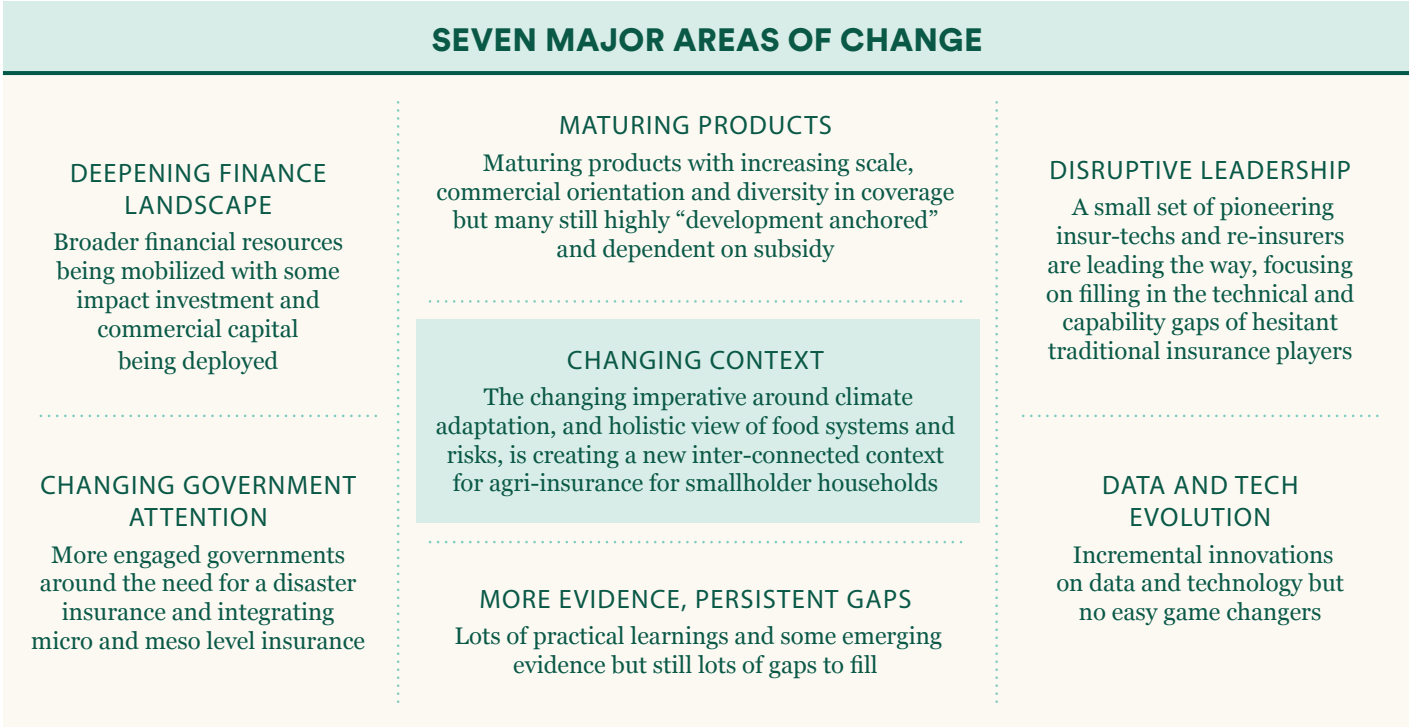 SEVEN MAJOR AREAS OF CHANGE
DEEPENING FINANCE
LANDSCAPE
Broader financial resources
being mobilized with some
impact investment and
commercial capital
being deployed
CHANGING GOVERNMENT
ATTENTION
More engaged governments
around the need for a disaster
insurance and integrating
micro and meso level insurance
MATURING PRODUCTS
Maturing products with increasing scale,
commercial orientation and diversity in coverage
but many still highly “development anchored”
and dependent on subsidy
CHANGING CONTEXT
The changing imperative around climate
adaptation, and holistic view of food systems and
risks, is creating a new inter-connected context
for agri-insurance for smallholder households
MORE EVIDENCE, PERSISTENT GAPS
Lots of practical learnings and some emerging
evidence but still lots of gaps to fill
DISRUPTIVE LEADERSHIP
A small set of pioneering
insur-techs and re-insurers
are leading the way, focusing
on filling in the technical and
capability gaps of hesitant
traditional insurance players
DATA AND TECH
EVOLUTION
Incremental innovations
on data and technology but
no easy game changers